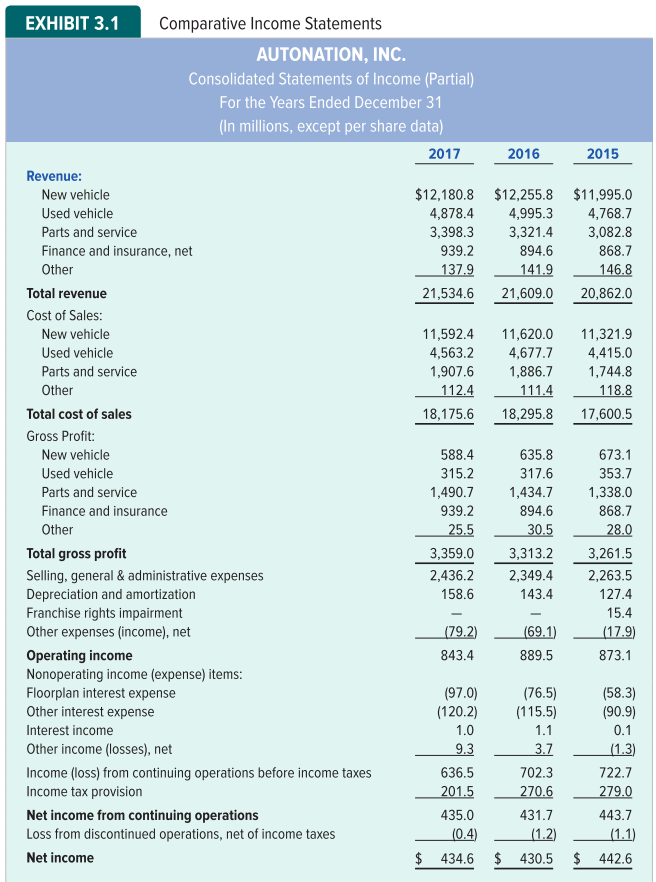 EXHIBIT 3.1 Comparative Income Statements
AUTONATION, INC.
Consolidated Statements of Income (Partial)
For the Years Ended December 31
(In millions, except per share data)
2017 2016 2015
Revenue:
New vehicle $12,180.8 $12,255.8 $11,995.0
Used vehicle 4,878.4 4,995.3 4,768.7
Parts and service 3,398.3 3,321.4 3,082.8
Finance and insurance, net 939.2 894.6 868.7
Other 137.9 141.9 146.8
Total revenue 21,534.6 21,609.0 20,862.0
Cost of Sales:
New vehicle 11,592.4 11,620.0 11,321.9
Used vehicle 4,563.2 4,677.7 4,415.0
Parts and service 1,907.6 1,886.7 1,744.8
Other 112.4 111.4 118.8
Total cost of sales 18,175.6 18,295.8 17,600.5
Gross Profit:
New vehicle 588.4 635.8 673.1
Used vehicle 315.2 317.6 353.7
Parts and service 1,490.7 1,434.7 1,338.0
Finance and insurance 939.2 894.6 868.7
Other 25.5 30.5 28.0
Total gross profit 3,359.0 3,313.2 3,261.5
Selling, general & administrative expenses 2,436.2 2,349.4 2,263.5
Depreciation and amortization 158.6 143.4 127.4
Franchise rights impairment — — 15.4
Other expenses (income), net (79.2) (69.1) (17.9)
Operating income 843.4 889.5 873.1
Nonoperating income (expense) items:
Floorplan interest expense (97.0) (76.5) (58.3)
Other interest expense (120.2) (115.5) (90.9)
Interest income 1.0 1.1 0.1
Other income (losses), net 9.3 3.7 (1.3)
Income (loss) from continuing operations before income taxes 636.5 702.3 722.7
Income tax provision 201.5 270.6 279.0
Net income from continuing operations 435.0 431.7 443.7
Loss from discontinued operations, net of income taxes (0.4) (1.2) (1.1)
Net income $ 434.6 $ 430.5 $ 442.6